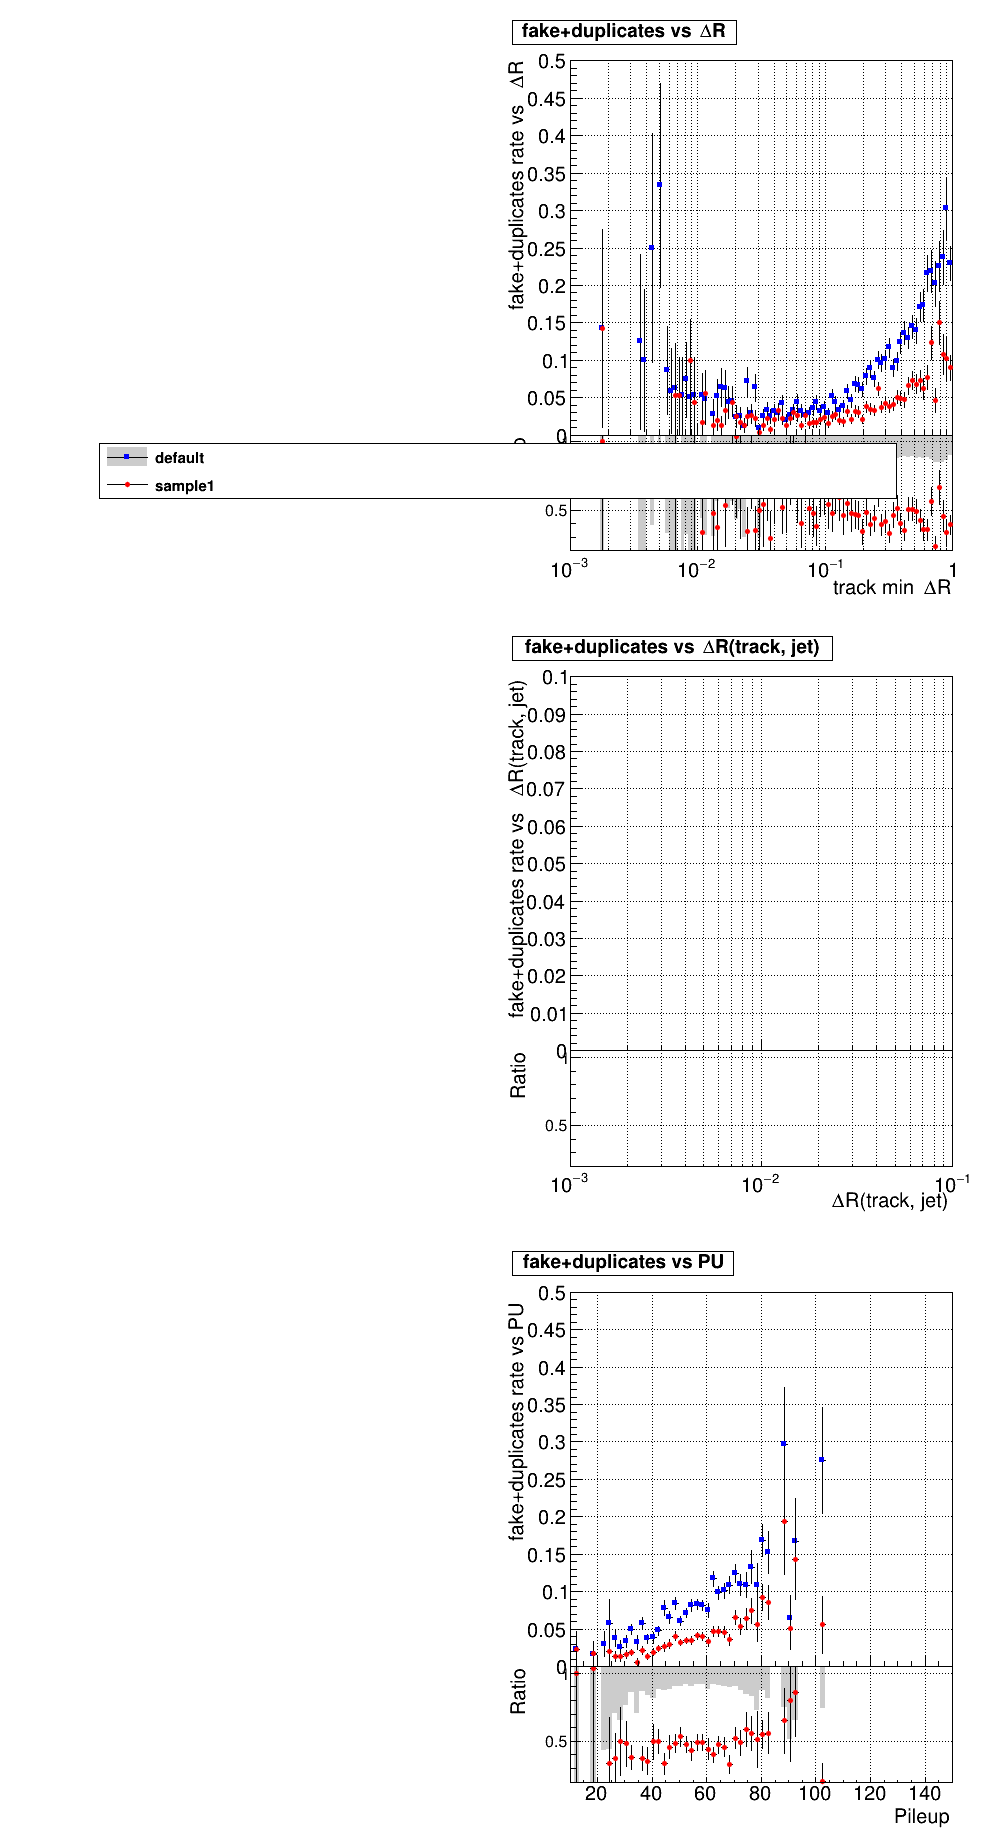 fake+duplicates vs ΔR
fake+duplicates rate vs ΔR
0.5
0.45
0.4
0.35
0.3
0.25
0.2
0.15
0.1
0.05
0
default
sample1
0.5
10⁻³ 10⁻² 10⁻¹ 1
track min ΔR
fake+duplicates vs ΔR(track, jet)
fake+duplicates rate vs ΔR(track, jet)
0.1
0.09
0.08
0.07
0.06
0.05
0.04
0.03
0.02
0.01
0
Ratio
0.5
10⁻³ 10⁻² 10⁻¹
ΔR(track, jet)
fake+duplicates vs PU
fake+duplicates rate vs PU
0.5
0.45
0.4
0.35
0.3
0.25
0.2
0.15
0.1
0.05
0
Ratio
0.5
20 40 60 80 100 120 140
Pileup